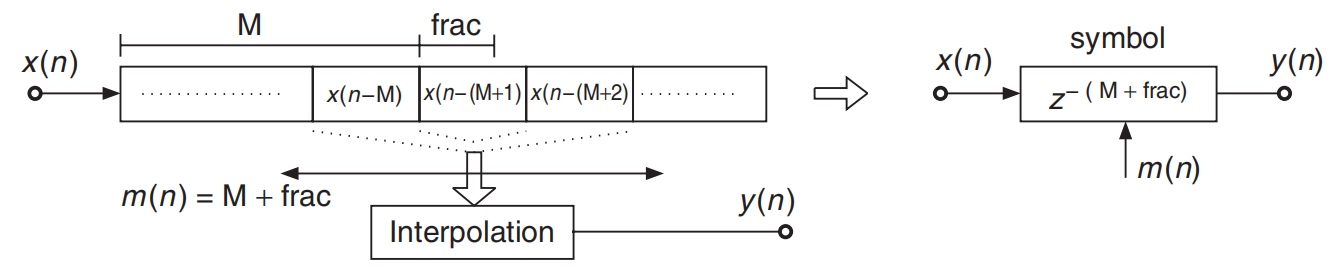 M frac
symbol
x(n)
x(n−M) x(n−(M+1) x(n−(M+2)
x(n) y(n)
z− ( M + frac)
m(n) = M + frac
m(n)
y(n)
Interpolation